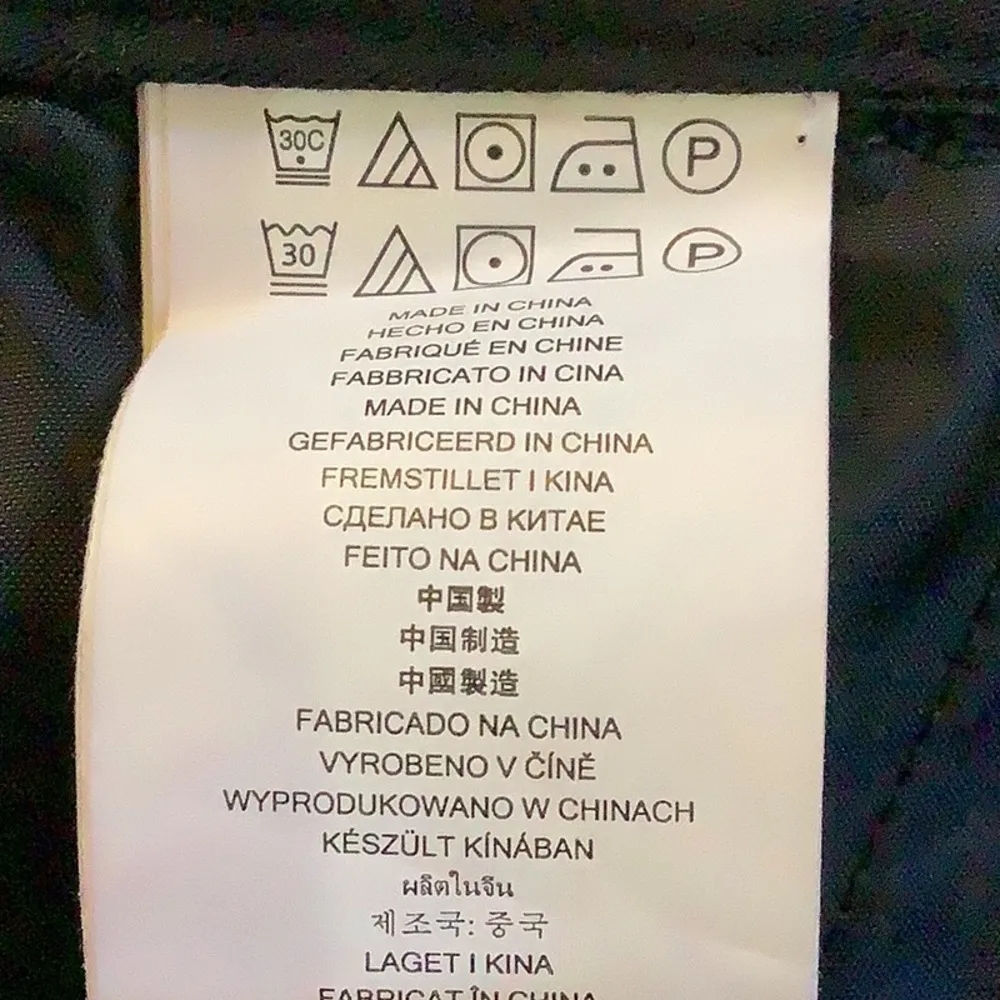 30C P
30 P
MADE IN CHINA
HECHO EN CHINA
FABRIQUÉ EN CHINE
FABBRICATO IN CINA
MADE IN CHINA
GEFABRICEERD IN CHINA
FREMSTILLET I KINA
СДЕЛАНО В КИТАЕ
FEITO NA CHINA
中国製
中国制造
中國製造
FABRICADO NA CHINA
VYROBENO V ČÍNĚ
WYPRODUKOWANO W CHINACH
KÉSZÜLT KÍNÁBAN
ผลิตในจีน
제조국: 중국
LAGET I KINA
FABRICAT ÎN CHINA